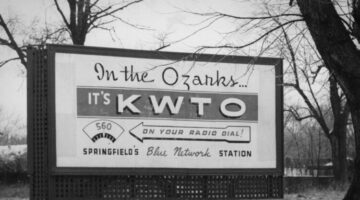 In the Ozarks...
IT'S KWTO
560
ON YOUR RADIO DIAL!
SPRINGFIELD'S Blue Network STATION